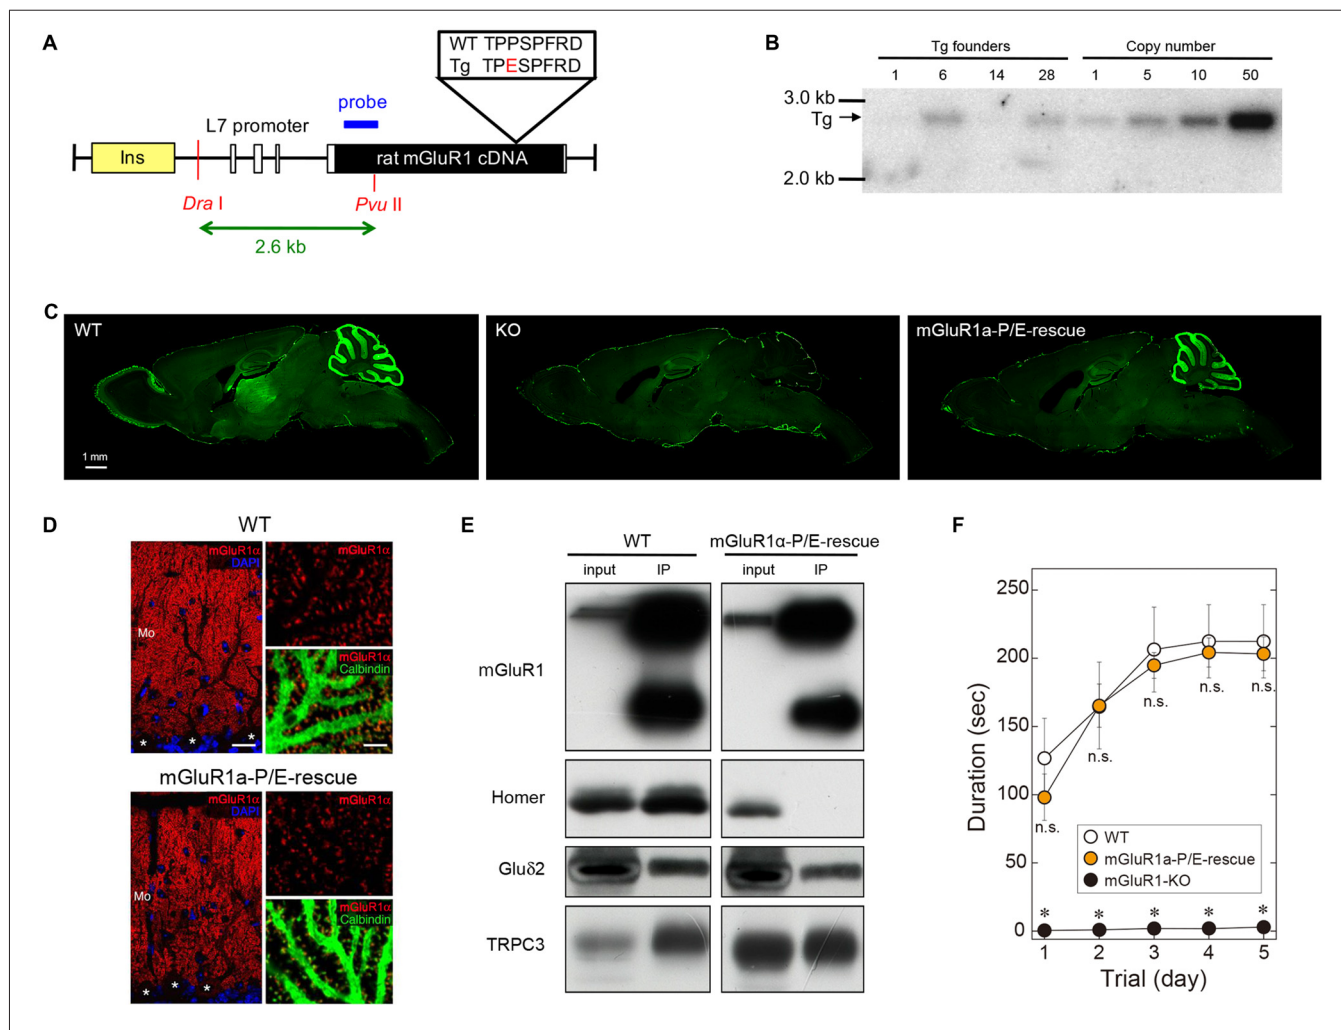 A
WT TPPSPFRD
Tg TPESPFRD
probe
L7 promoter
Ins
rat mGluR1 cDNA
Dra I
Pvu II
2.6 kb
B
Tg founders
Copy number
1 6 14 28 1 5 10 50
3.0 kb
Tg
2.0 kb
C
WT
KO
mGluR1a-P/E-rescue
1 mm
D
WT
mGluR1α
DAPI
Mo
* * *
mGluR1α
mGluR1α
Calbindin
mGluR1a-P/E-rescue
mGluR1α
DAPI
Mo
* * *
mGluR1α
mGluR1α
Calbindin
E
WT
mGluR1α-P/E-rescue
input IP input IP
mGluR1
Homer
Gluδ2
TRPC3
F
Duration (sec)
250
200
150
100
50
0
n.s.
n.s.
n.s.
n.s.
n.s.
WT
mGluR1a-P/E-rescue
mGluR1-KO
* * * * *
1 2 3 4 5
Trial (day)